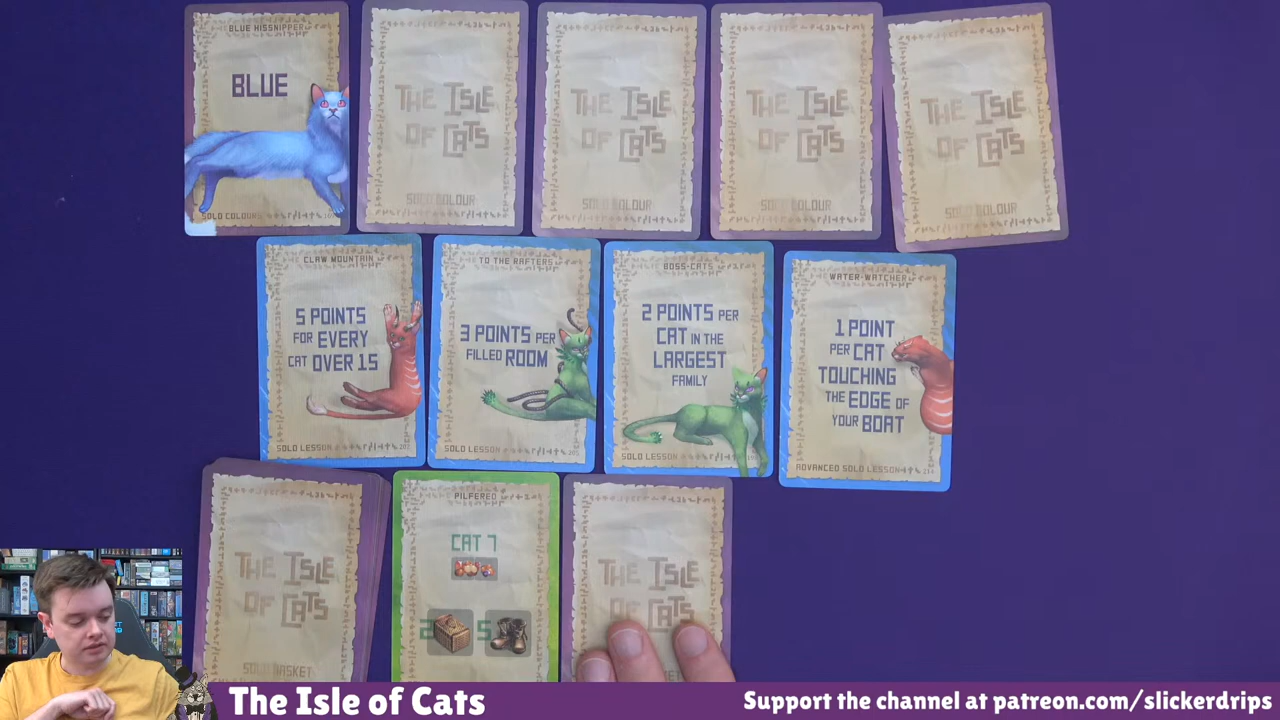 BLUE HISSNIPPER
BLUE
SOLO COLOUR
THE ISLE
OF CATS
SOLO COLOUR
THE ISLE
OF CATS
SOLO COLOUR
THE ISLE
OF CATS
SOLO COLOUR
THE ISLE
OF CATS
SOLO COLOUR
CLAW MOUNTAIN
5 POINTS
FOR EVERY
CAT OVER 15
SOLO LESSON
TO THE RAFTERS
3 POINTS PER
FILLED ROOM
SOLO LESSON
BOSS-CATS
2 POINTS PER
CAT IN THE
LARGEST
FAMILY
SOLO LESSON
WATER-WATCHER
1 POINT
PER CAT
TOUCHING
THE EDGE OF
YOUR BOAT
ADVANCED SOLO LESSON
THE ISLE
OF CATS
SOLO BASKET
PILFERED
CAT 7
2 5
THE ISLE
OF CATS
The Isle of Cats
Support the channel at patreon.com/slickerdrips